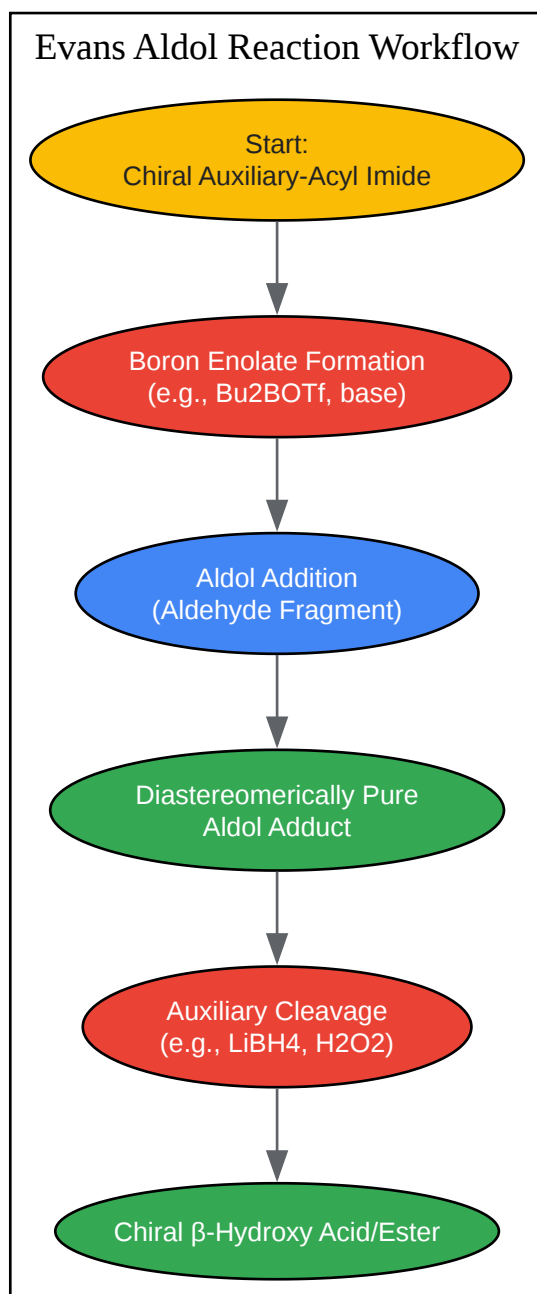 Evans Aldol Reaction Workflow
Start:
Chiral Auxiliary-Acyl Imide
Boron Enolate Formation
(e.g., Bu2BOTf, base)
Aldol Addition
(Aldehyde Fragment)
Diastereomerically Pure
Aldol Adduct
Auxiliary Cleavage
(e.g., LiBH4, H2O2)
Chiral β-Hydroxy Acid/Ester